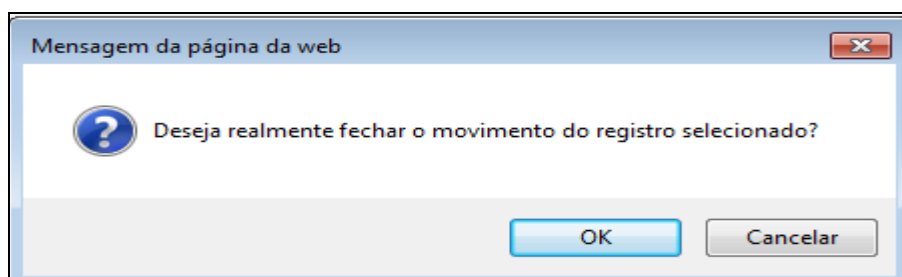 Mensagem da página da web
Deseja realmente fechar o movimento do registro selecionado?
OK
Cancelar